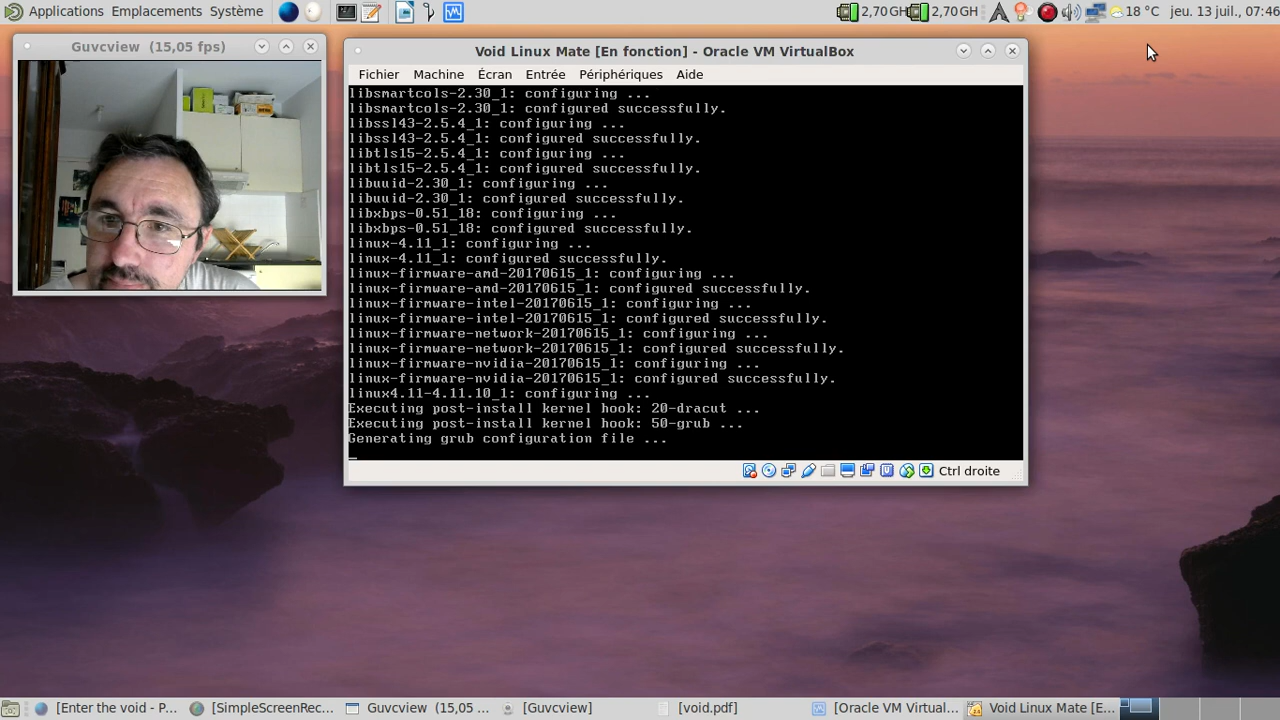 Applications Emplacements Système
2,70 GH 2,70 GH 18 °C jeu. 13 juil., 07:46
Guvcview (15,05 fps)
Void Linux Mate [En fonction] - Oracle VM VirtualBox
Fichier Machine Écran Entrée Périphériques Aide
libsmartcols-2.30_1: configuring ...
libsmartcols-2.30_1: configured successfully.
libssl43-2.5.4_1: configuring ...
libssl43-2.5.4_1: configured successfully.
libtls15-2.5.4_1: configuring ...
libtls15-2.5.4_1: configured successfully.
libuuid-2.30_1: configuring ...
libuuid-2.30_1: configured successfully.
libxbps-0.51_18: configuring ...
libxbps-0.51_18: configured successfully.
linux-4.11_1: configuring ...
linux-4.11_1: configured successfully.
linux-firmware-amd-20170615_1: configuring ...
linux-firmware-amd-20170615_1: configured successfully.
linux-firmware-intel-20170615_1: configuring ...
linux-firmware-intel-20170615_1: configured successfully.
linux-firmware-network-20170615_1: configuring ...
linux-firmware-network-20170615_1: configured successfully.
linux-firmware-nvidia-20170615_1: configuring ...
linux-firmware-nvidia-20170615_1: configured successfully.
linux4.11-4.11.10_1: configuring ...
Executing post-install kernel hook: 20-dracut ...
Executing post-install kernel hook: 50-grub ...
Generating grub configuration file ...
_
Ctrl droite
[Enter the void - P... [SimpleScreenRec... Guvcview (15,05 ... [Guvcview] [void.pdf] [Oracle VM Virtual... Void Linux Mate [E...